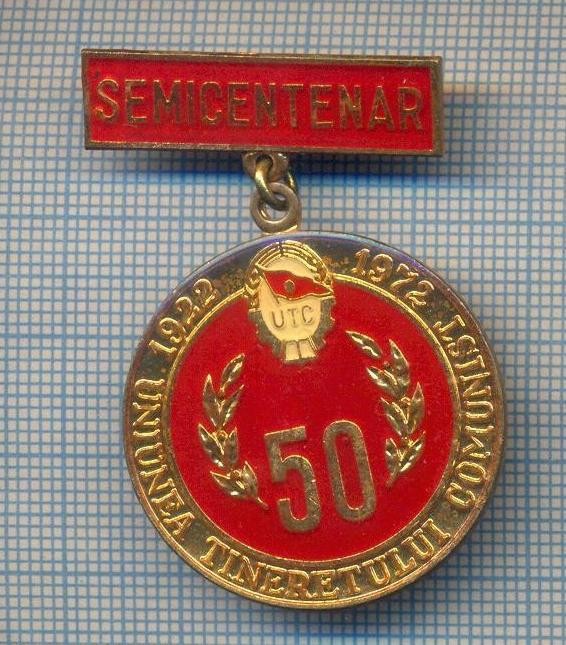 SEMICENTENAR
1922 1972
UTC
50
UNIUNEA TINERETULUI COMUNIST